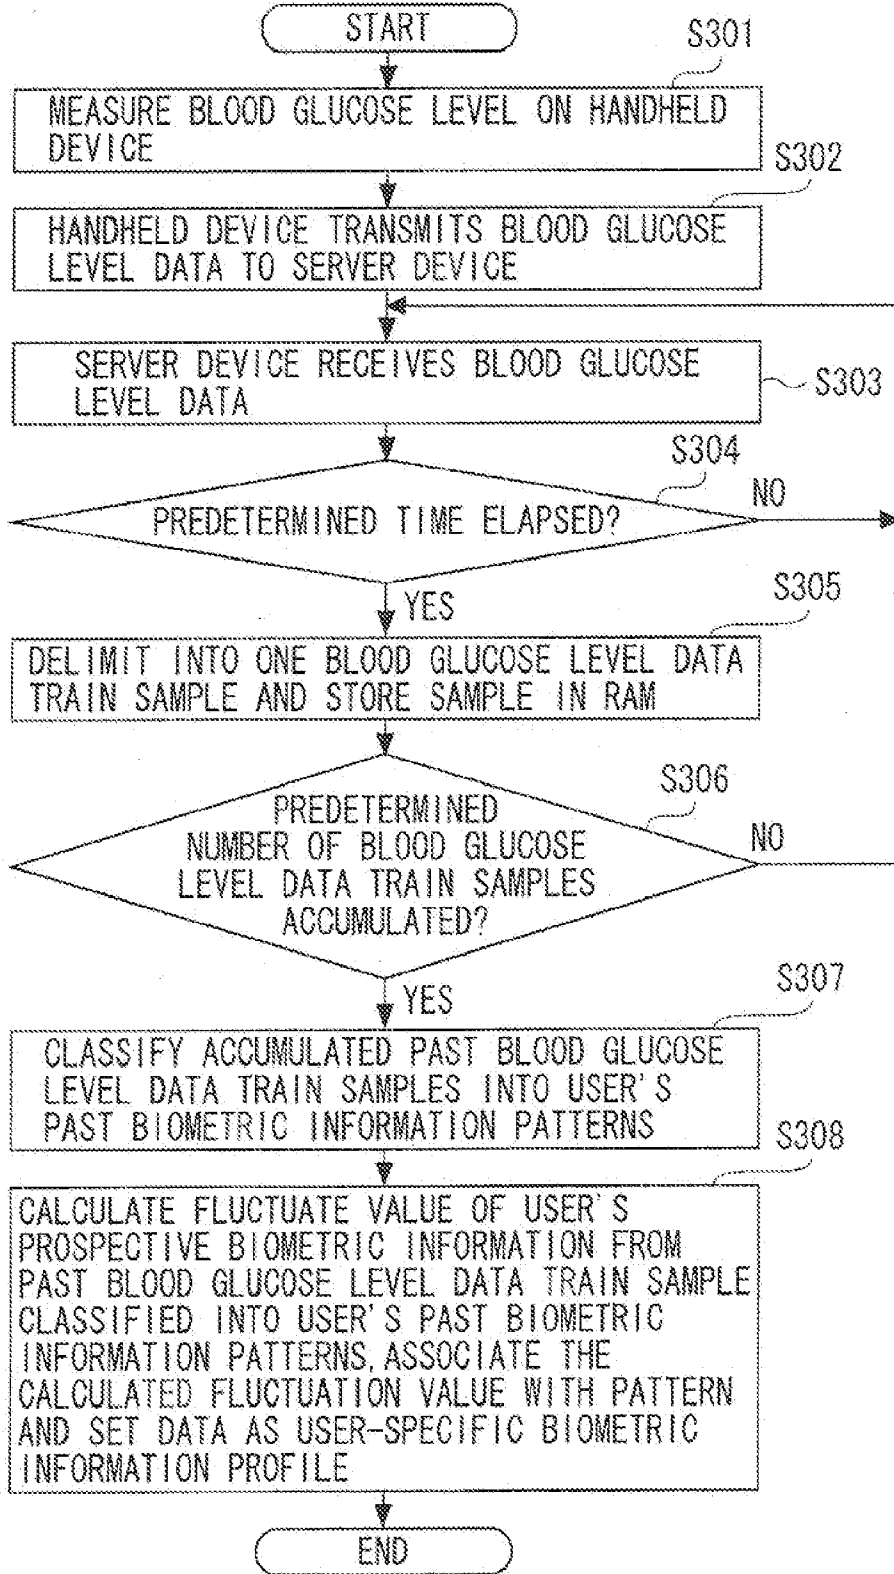 START
S301
MEASURE BLOOD GLUCOSE LEVEL ON HANDHELD
DEVICE
S302
HANDHELD DEVICE TRANSMITS BLOOD GLUCOSE
LEVEL DATA TO SERVER DEVICE
SERVER DEVICE RECEIVES BLOOD GLUCOSE
LEVEL DATA
S303
S304
PREDETERMINED TIME ELAPSED?
NO
YES
S305
DELIMIT INTO ONE BLOOD GLUCOSE LEVEL DATA
TRAIN SAMPLE AND STORE SAMPLE IN RAM
S306
PREDETERMINED
NUMBER OF BLOOD GLUCOSE
LEVEL DATA TRAIN SAMPLES
ACCUMULATED?
NO
YES
S307
CLASSIFY ACCUMULATED PAST BLOOD GLUCOSE
LEVEL DATA TRAIN SAMPLES INTO USER'S
PAST BIOMETRIC INFORMATION PATTERNS
S308
CALCULATE FLUCTUATE VALUE OF USER'S
PROSPECTIVE BIOMETRIC INFORMATION FROM
PAST BLOOD GLUCOSE LEVEL DATA TRAIN SAMPLE
CLASSIFIED INTO USER'S PAST BIOMETRIC
INFORMATION PATTERNS, ASSOCIATE THE
CALCULATED FLUCTUATION VALUE WITH PATTERN
AND SET DATA AS USER-SPECIFIC BIOMETRIC
INFORMATION PROFILE
END